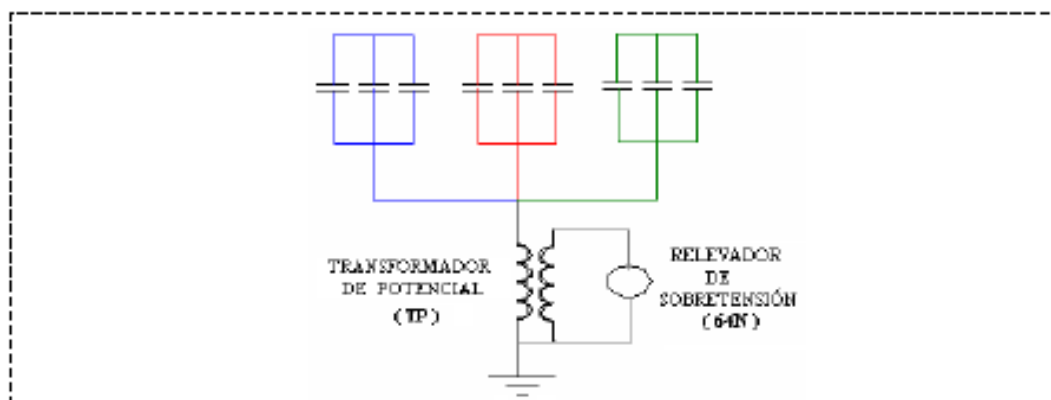 TRANSFORMADOR
DE POTENCIAL
(TP)
RELEVADOR
DE
SOBRETENSIÓN
(64N)